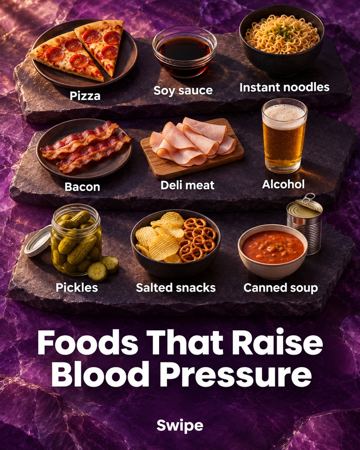 Pizza
Soy sauce
Instant noodles
Bacon
Deli meat
Alcohol
Pickles
Salted snacks
Canned soup
Foods That Raise
Blood Pressure
Swipe